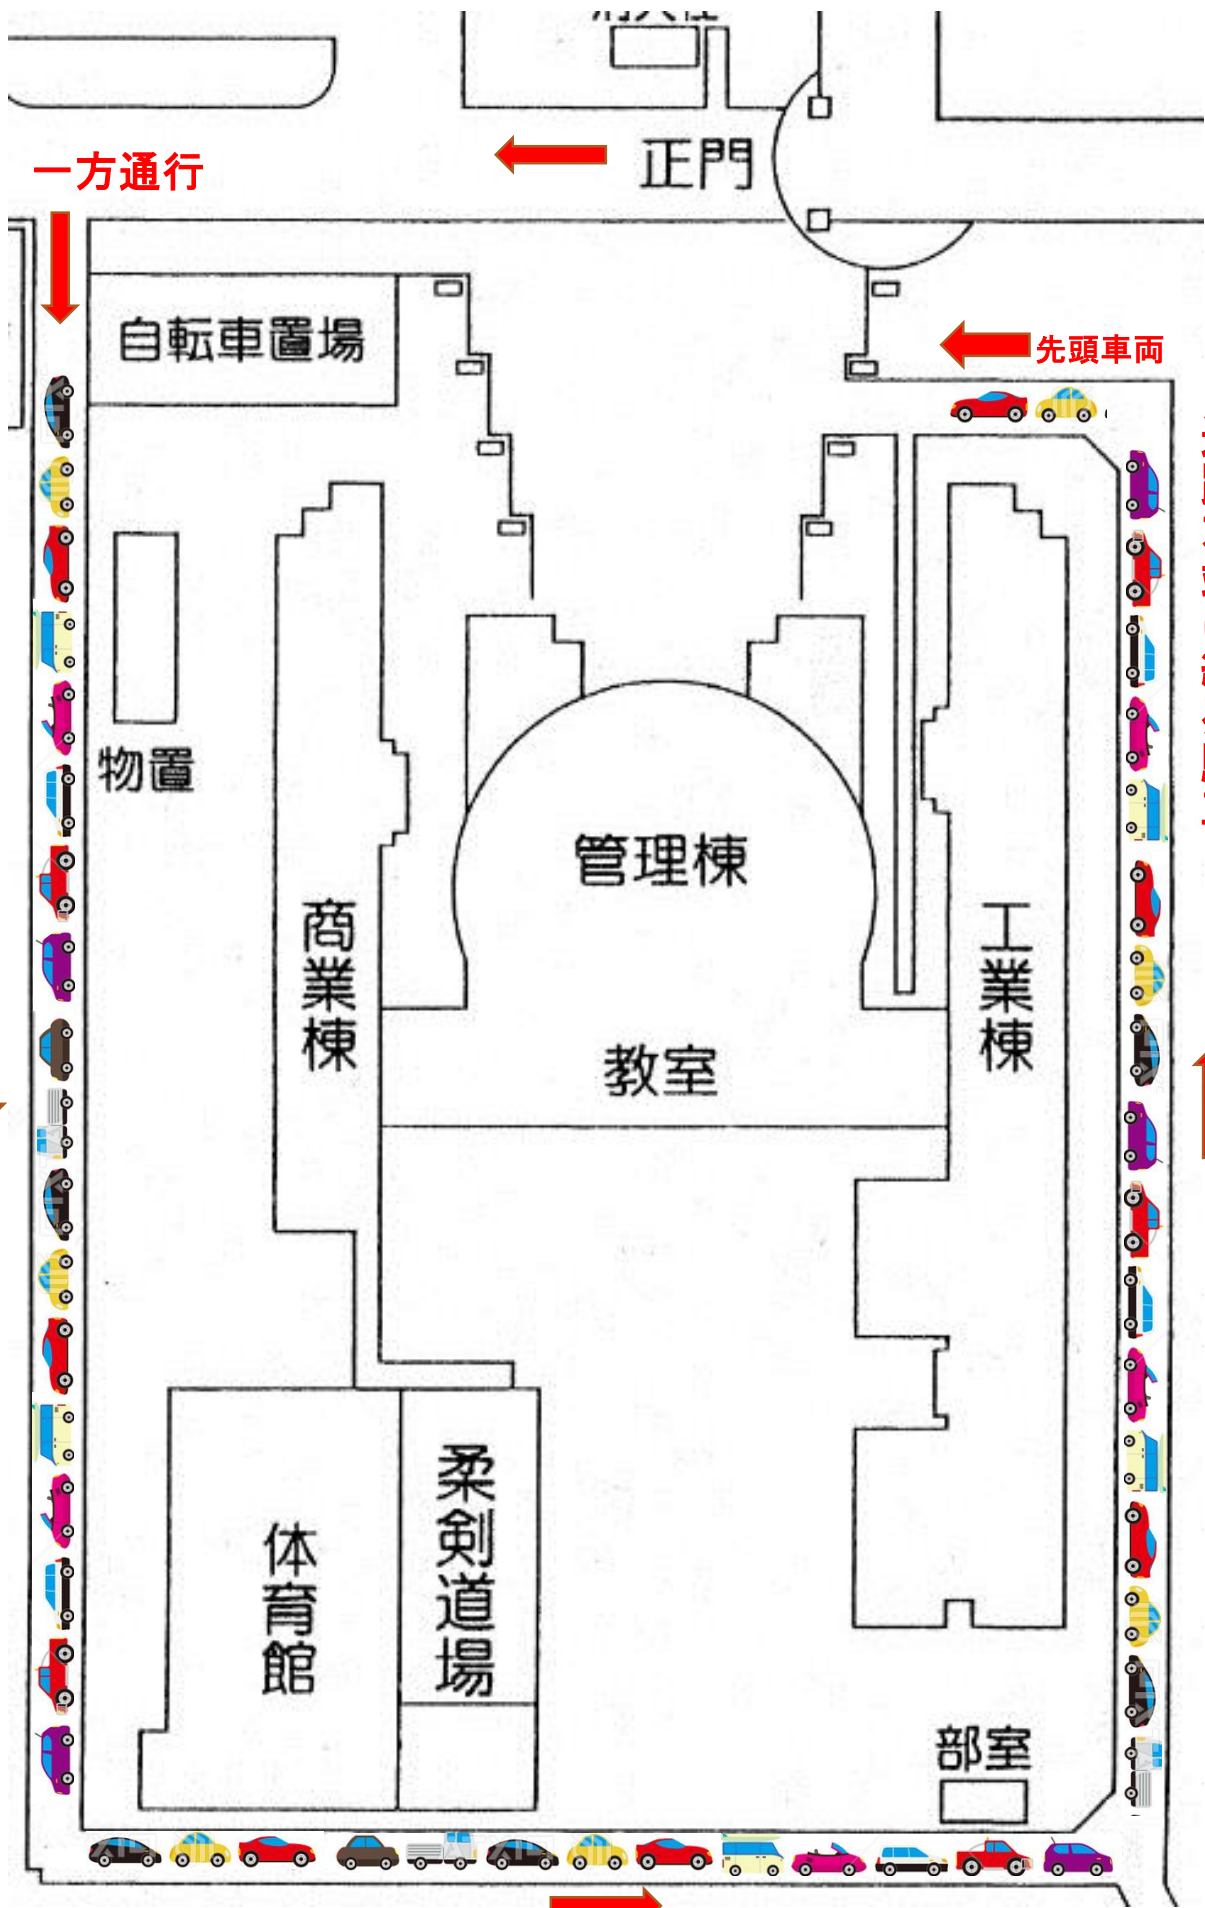 正門
一方通行
自転車置場
先頭車両
物置
管理棟
商業棟
工業棟
教室
体育館
柔剣道場
部室